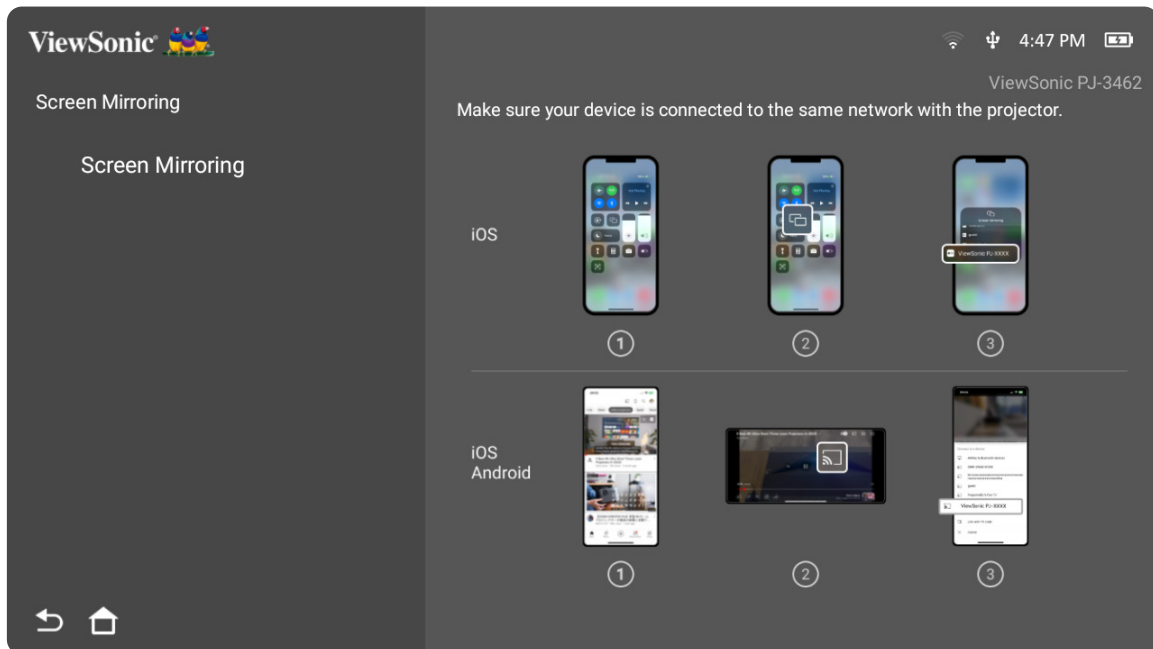 ViewSonic
4:47 PM
ViewSonic PJ-3462
Screen Mirroring
Make sure your device is connected to the same network with the projector.
Screen Mirroring
iOS
Screen Mirroring
ViewSonic PJ-XXXX
1
2
3
iOS
Android
ViewSonic PJ-XXXX
1
2
3